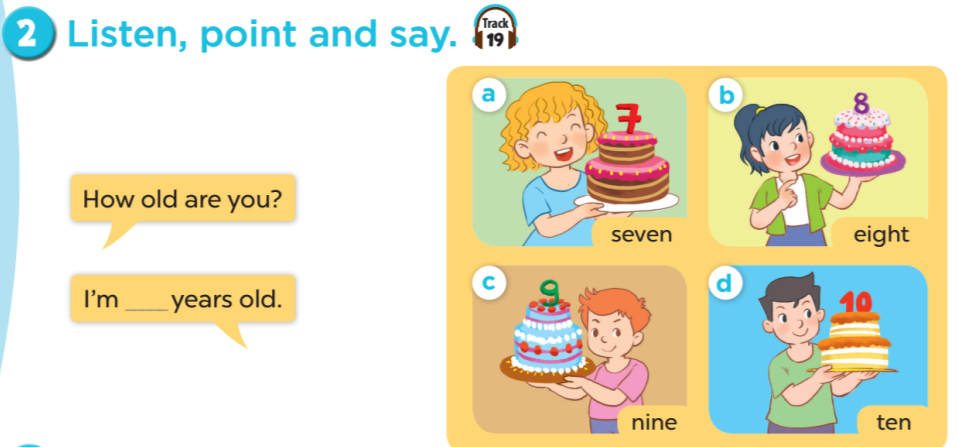 2 Listen, point and say. Track 19
How old are you?
I'm ____ years old.
a
7
seven
b
8
eight
c
9
nine
d
10
ten